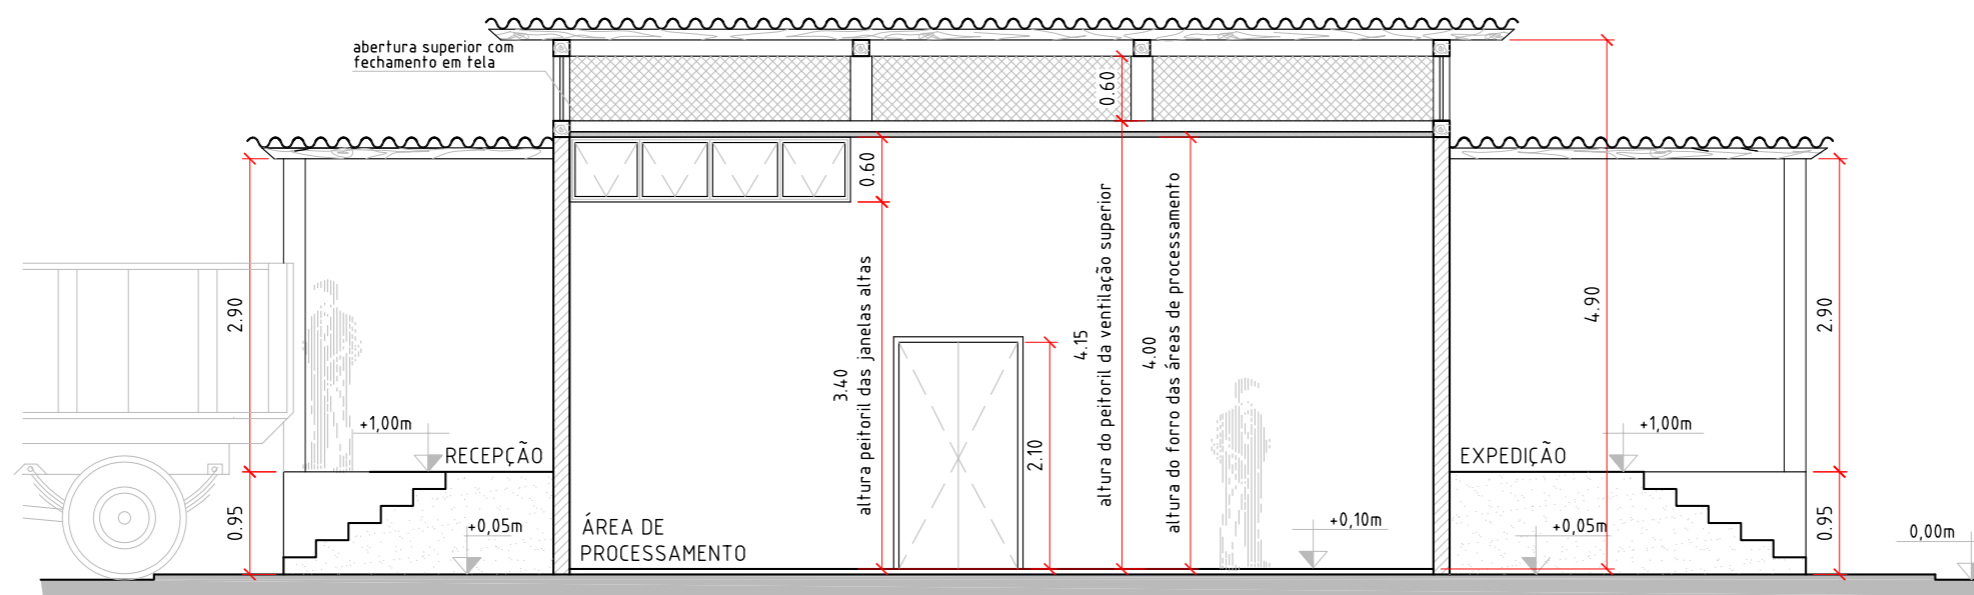 abertura superior com
fechamento em tela
0.60
0.60
2.90
2.90
4.90
3.40
altura peitoril das janelas altas
4.15
altura do peitoril da ventilação superior
4.00
altura do forro das áreas de processamento
2.10
+1,00m
RECEPÇÃO
+1,00m
EXPEDIÇÃO
0.95
+0,05m
ÁREA DE
PROCESSAMENTO
+0,10m
+0,05m
0.95
0,00m